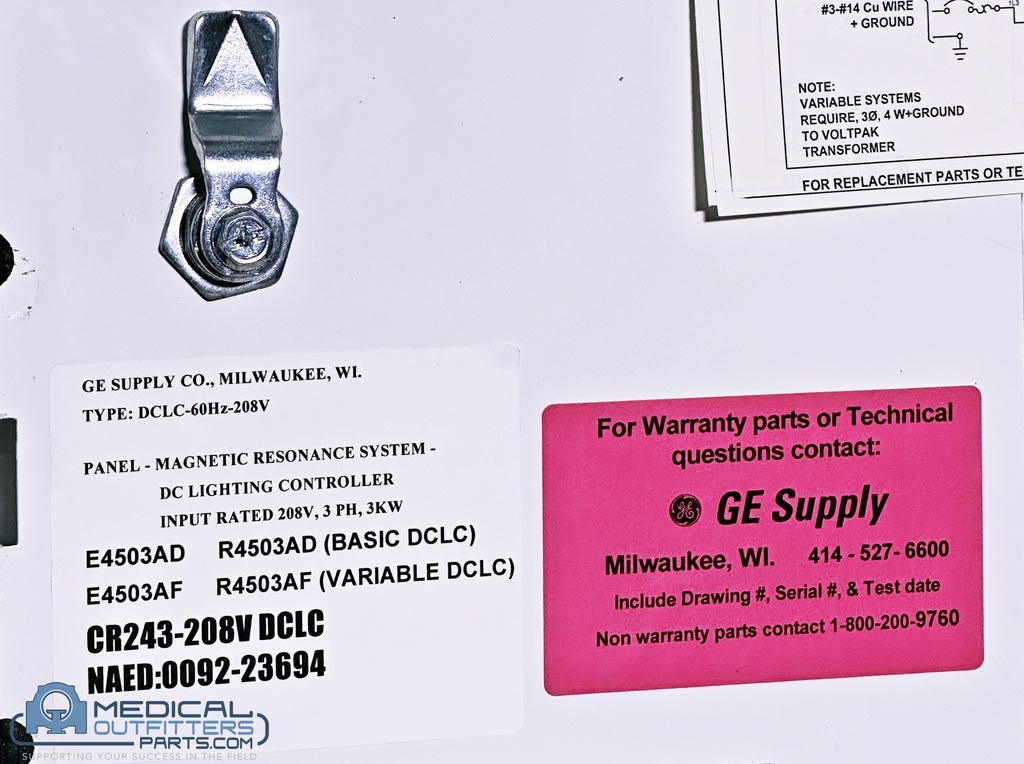 #3-#14 Cu WIRE
+ GROUND
NOTE:
VARIABLE SYSTEMS
REQUIRE, 3Ø, 4 W+GROUND
TO VOLTPAK
TRANSFORMER
FOR REPLACEMENT PARTS OR
GE SUPPLY CO., MILWAUKEE, WI.
TYPE: DCLC-60Hz-208V
PANEL - MAGNETIC RESONANCE SYSTEM -
DC LIGHTING CONTROLLER
INPUT RATED 208V, 3 PH, 3KW
E4503AD R4503AD (BASIC DCLC)
E4503AF R4503AF (VARIABLE DCLC)
CR243-208V DCLC
NAED:0092-23694
For Warranty parts or Technical
questions contact:
GE GE Supply
Milwaukee, WI. 414 - 527- 6600
Include Drawing #, Serial #, & Test date
Non warranty parts contact 1-800-200-9760
MEDICAL
OUTFITTERS
PARTS.COM
SUPPORTING YOUR SUCCESS IN THE FIELD